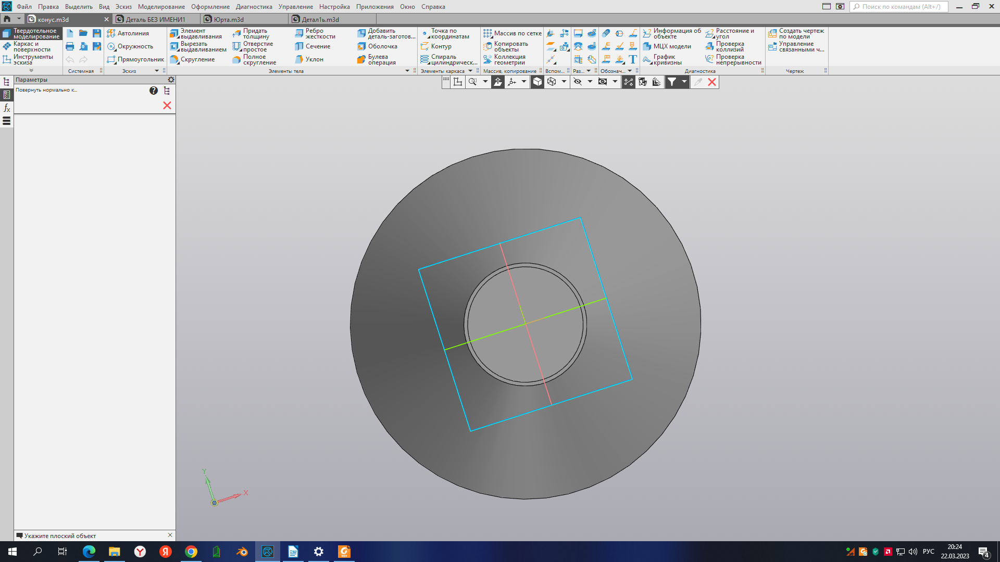 Файл Правка Выделить Вид Эскиз Моделирование Оформление Диагностика Управление Настройка Приложения Окно Справка
Поиск по командам (Alt+/)
конус.m3d
Деталь БЕЗ ИМЕНИ1
Юрта.m3d
Детал1ь.m3d
Твердотельное моделирование
Каркас и поверхности
Инструменты эскиза
Системная
Автолиния
Окружность
Прямоугольник
Эскиз
Элемент выдавливания
Вырезать выдавливанием
Скругление
Придать толщину
Отверстие простое
Полное скругление
Ребро жесткости
Сечение
Уклон
Добавить деталь-заготов...
Оболочка
Булева операция
Элементы тела
Точка по координатам
Контур
Спираль цилиндрическ...
Элементы каркаса
Массив по сетке
Копировать объекты
Коллекция геометрии
Массив, копирование
Вспом...
Раз...
Обознач...
Информация об объекте
МЦХ модели
График кривизны
Расстояние и угол
Проверка коллизий
Проверка непрерывности
Диагностика
Создать чертеж по модели
Управление связанными ч...
Чертеж
Параметры
Повернуть нормально к...
Y
X
Укажите плоский объект
РУС
20:24
22.03.2023
4